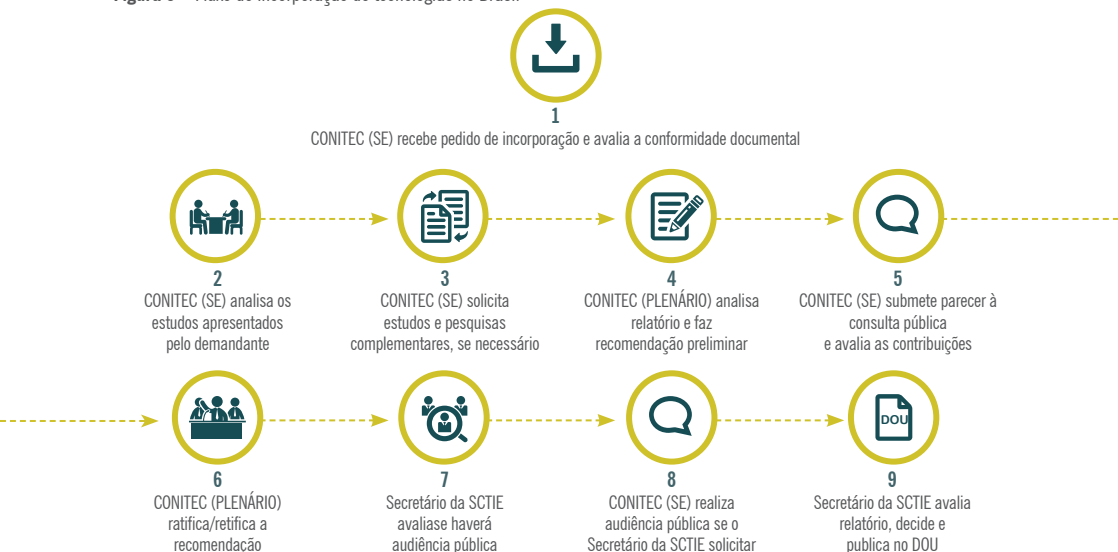 1
CONITEC (SE) recebe pedido de incorporação e avalia a conformidade documental
2
CONITEC (SE) analisa os
estudos apresentados
pelo demandante
3
CONITEC (SE) solicita
estudos e pesquisas
complementares, se necessário
4
CONITEC (PLENÁRIO) analisa
relatório e faz
recomendação preliminar
5
CONITEC (SE) submete parecer à
consulta pública
e avalia as contribuições
6
CONITEC (PLENÁRIO)
ratifica/retifica a
recomendação
7
Secretário da SCTIE
avaliase haverá
audiência pública
8
CONITEC (SE) realiza
audiência pública se o
Secretário da SCTIE solicitar
DOU
9
Secretário da SCTIE avalia
relatório, decide e
publica no DOU